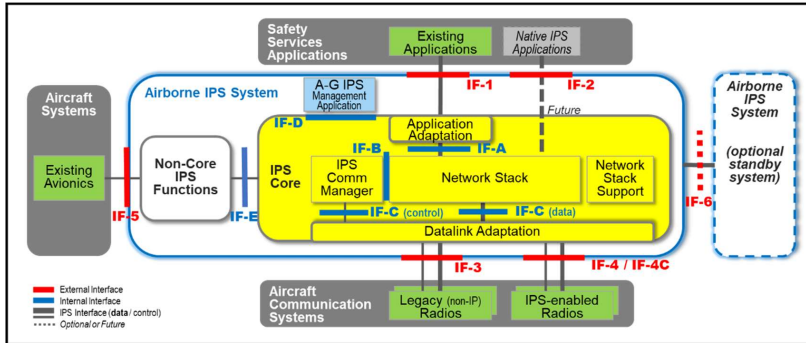 Safety
Services
Applications
Existing
Applications
Native IPS
Applications
IF-1
IF-2
Aircraft
Systems
Airborne IPS System
A-G IPS
Management
Application
Future
Airborne
IPS
System
(optional
standby
system)
IF-D
Application
Adaptation
IF-B
IF-A
Existing
Avionics
Non-Core
IPS
Functions
IPS
Core
IPS
Comm
Manager
Network Stack
Network
Stack
Support
IF-5
IF-E
IF-6
IF-C (control)
IF-C (data)
Datalink Adaptation
IF-3
IF-4 / IF-4C
Aircraft
Communication
Systems
Legacy (non-IP)
Radios
IPS-enabled
Radios
External Interface
Internal Interface
IPS Interface (data / control)
Optional or Future